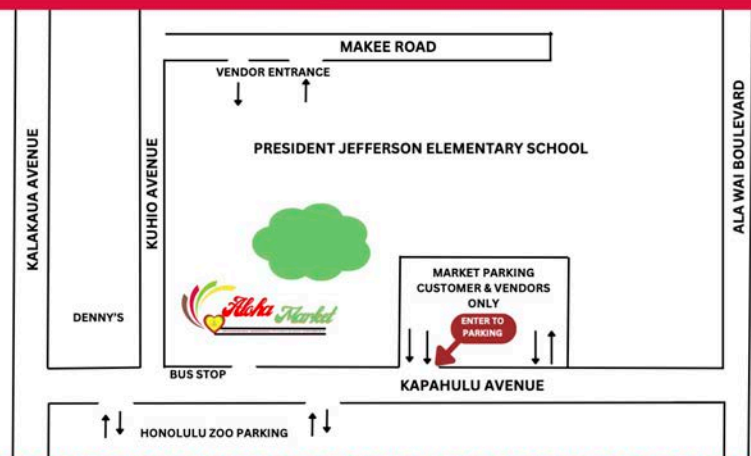 MAKEE ROAD
VENDOR ENTRANCE
PRESIDENT JEFFERSON ELEMENTARY SCHOOL
KALAKAUA AVENUE
KUHIO AVENUE
ALA WAI BOULEVARD
MARKET PARKING
CUSTOMER & VENDORS
ONLY
ENTER TO
PARKING
Aloha Market
DENNY'S
BUS STOP
KAPAHULU AVENUE
HONOLULU ZOO PARKING